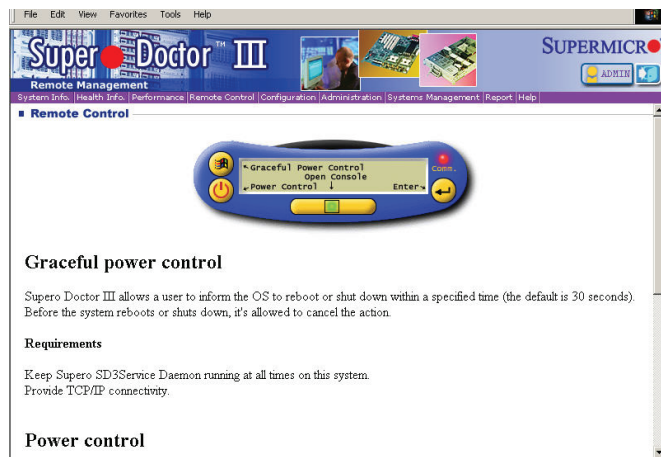 File Edit View Favorites Tools Help
Super Doctor ™ III
SUPERMICR
Remote Management
ADMIN
System Info. |Health Info. |Performance |Remote Control |Configuration |Administration |Systems Management |Report |Help|
Remote Control
Graceful Power Control
Open Console
Power Control
Enter
Comm.
Graceful power control
Supero Doctor III allows a user to inform the OS to reboot or shut down within a specified time (the default is 30 seconds).
Before the system reboots or shuts down, it's allowed to cancel the action.
Requirements
Keep Supero SD3Service Daemon running at all times on this system.
Provide TCP/IP connectivity.
Power control